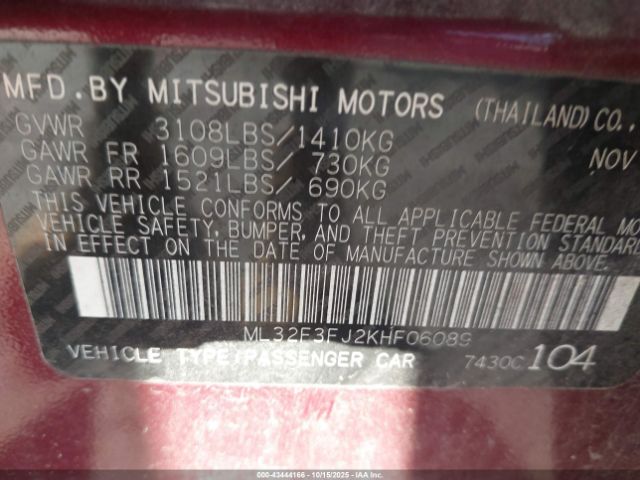 MFD.BY MITSUBISHI MOTORS (THAILAND)CO.,
GVWR 3108LBS/1410KG
GAWR FR 1609LBS/ 730KG NOV
GAWR RR 1521LBS/ 690KG
THIS VEHICLE CONFORMS TO ALL APPLICABLE FEDERAL MO
VEHICLE SAFETY, BUMPER, AND THEFT PREVENTION STANDARD
IN EFFECT ON THE DATE OF MANUFACTURE SHOWN ABOVE.
ML32F3FJ2KHF06089
VEHICLE TYPE/PASSENGER CAR 7430C 104
000-43444166 - 10/15/2025 - COPYRIGHT IAA, LLC.